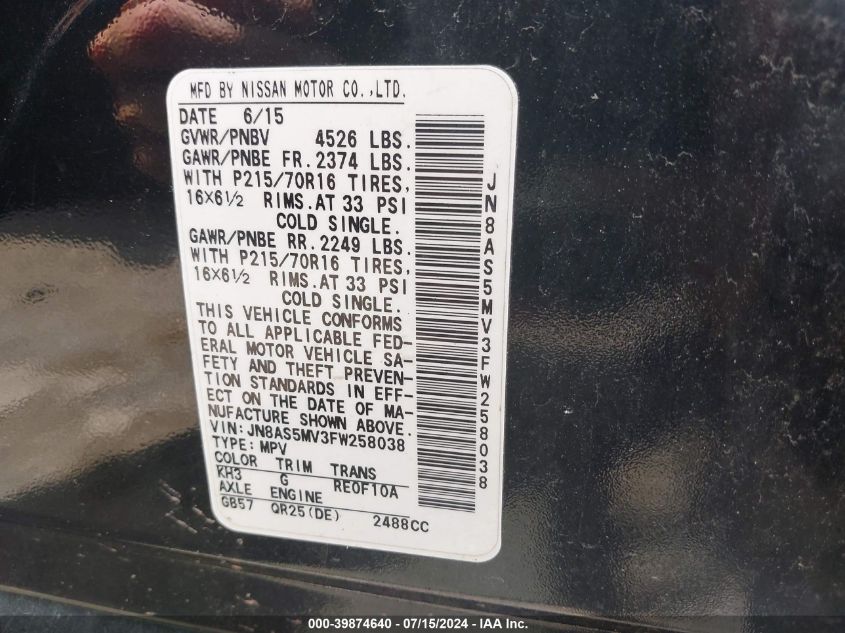 MFD BY NISSAN MOTOR CO.,LTD.
DATE 6/15
GVWR/PNBV 4526 LBS.
GAWR/PNBE FR.2374 LBS.
WITH P215/70R16 TIRES,
16X6½ RIMS.AT 33 PSI
COLD SINGLE.
GAWR/PNBE RR.2249 LBS.
WITH P215/70R16 TIRES,
16X6½ RIMS.AT 33 PSI
COLD SINGLE.
THIS VEHICLE CONFORMS
TO ALL APPLICABLE FED-
ERAL MOTOR VEHICLE SA-
FETY AND THEFT PREVEN-
TION STANDARDS IN EFF-
ECT ON THE DATE OF MA-
NUFACTURE SHOWN ABOVE.
VIN:JN8AS5MV3FW258038
TYPE:MPV
COLOR TRIM TRANS
KH3 G RE0F10A
AXLE ENGINE
GB57 QR25(DE) 2488CC
JN8AS5MV3FW258038
000-39874640 - 07/15/2024 - IAA Inc.